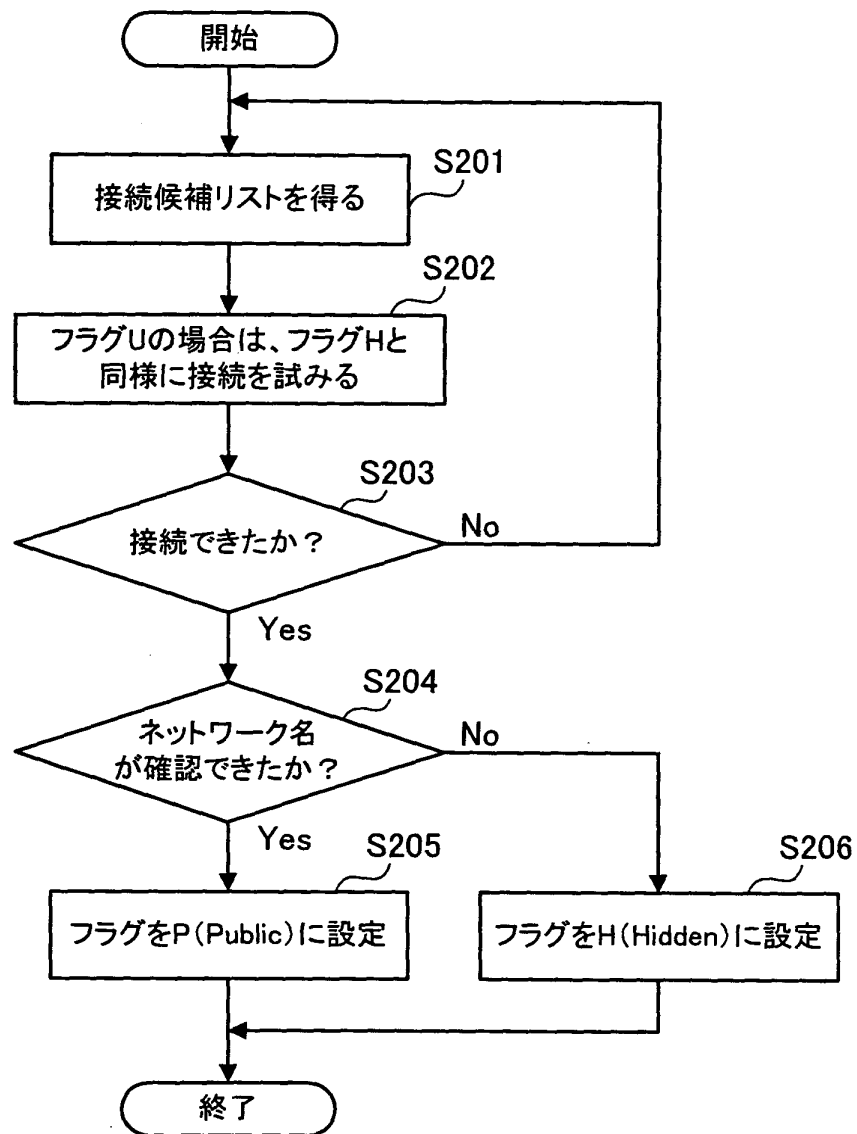 開始
S201
接続候補リストを得る
S202
フラグUの場合は、フラグHと
同様に接続を試みる
S203
接続できたか？
No
Yes
S204
ネットワーク名
が確認できたか？
No
Yes
S205
フラグをP（Public）に設定
S206
フラグをH（Hidden）に設定
終了